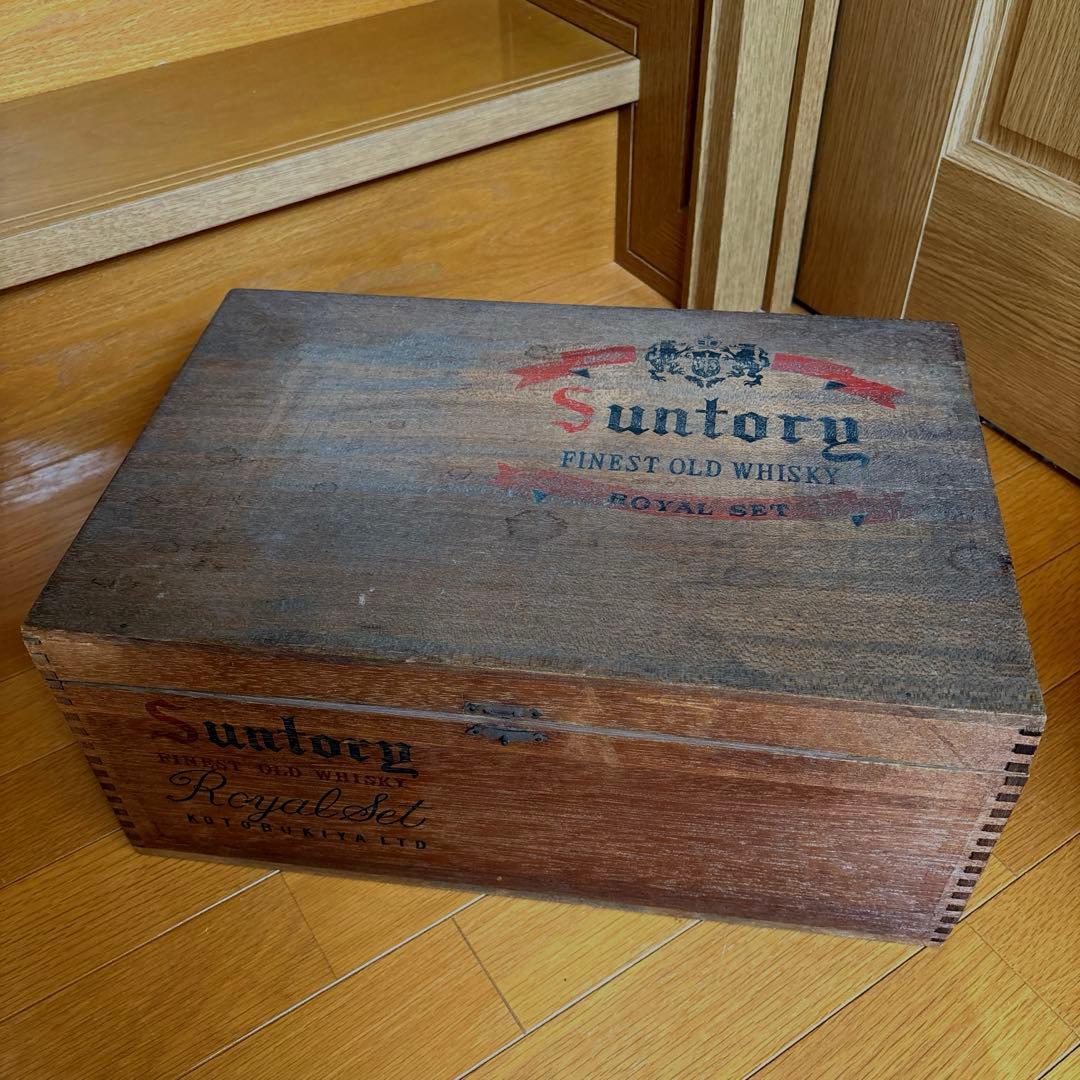 Suntory
FINEST OLD WHISKY
ROYAL SET
Suntory
FINEST OLD WHISKY
Royal Set
KOTOBUKIYA LTD